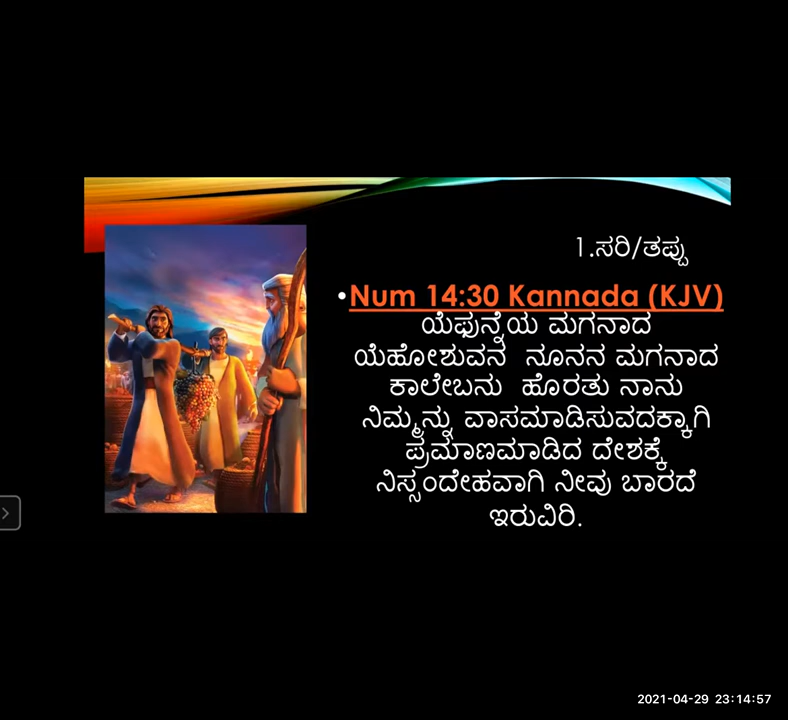 1.ಸರಿ/ತಪ್ಪು
•Num 14:30 Kannada (KJV)
ಯೆಫುನ್ನೆಯ ಮಗನಾದ
ಯೆಹೋಶುವನ ನೂನನ ಮಗನಾದ
ಕಾಲೇಬನು ಹೊರತು ನಾನು
ನಿಮ್ಮನ್ನು ವಾಸಮಾಡಿಸುವದಕ್ಕಾಗಿ
ಪ್ರಮಾಣಮಾಡಿದ ದೇಶಕ್ಕೆ
ನಿಸ್ಸಂದೇಹವಾಗಿ ನೀವು ಬಾರದೆ
ಇರುವಿರಿ.
2021-04-29 23:14:57